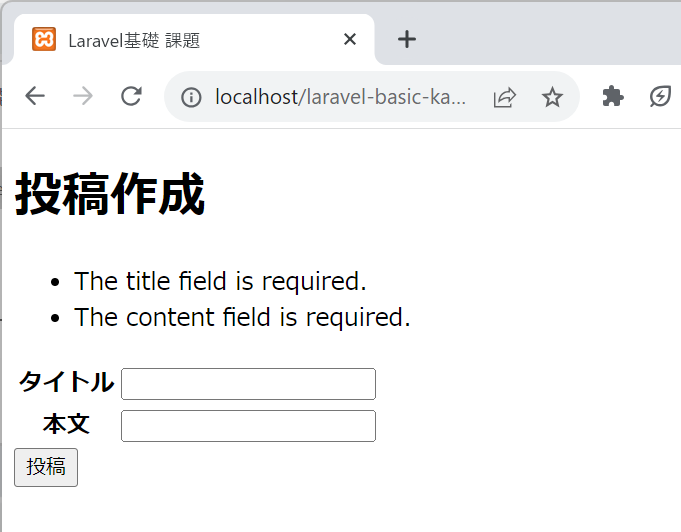 Laravel基礎 課題
localhost/laravel-basic-ka...
投稿作成
The title field is required.
The content field is required.
タイトル
本文
投稿